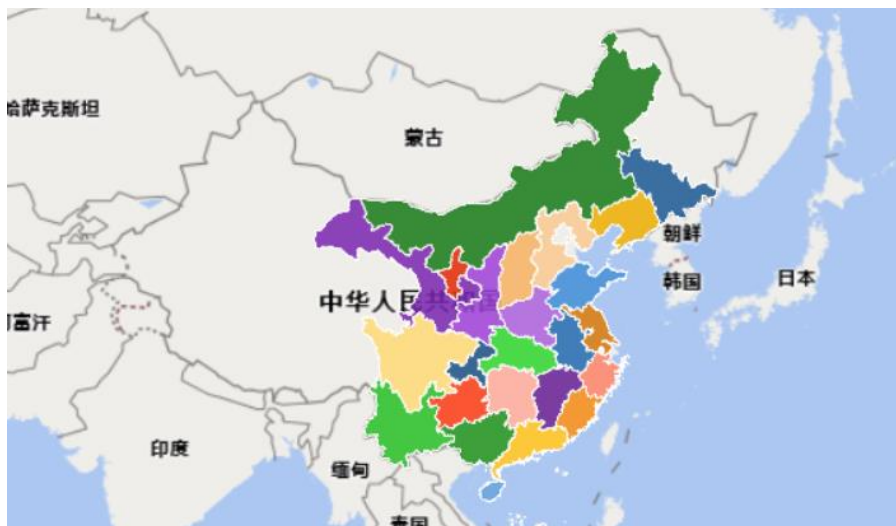 哈萨克斯坦
蒙古
朝鲜
韩国
日本
中华人民共和国
阿富汗
印度
缅甸
泰国